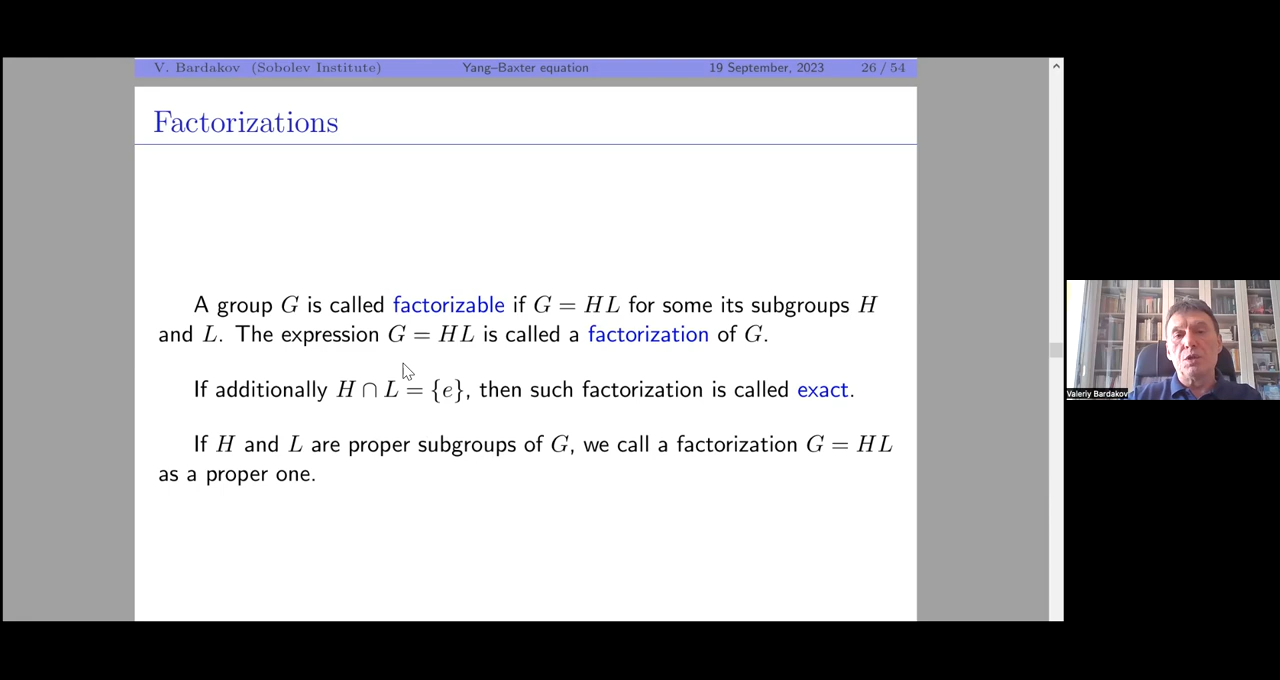 V. Bardakov (Sobolev Institute) Yang–Baxter equation 19 September, 2023 26 / 54
Factorizations
A group G is called factorizable if G = HL for some its subgroups H
and L. The expression G = HL is called a factorization of G.
If additionally H ∩ L = {e}, then such factorization is called exact.
If H and L are proper subgroups of G, we call a factorization G = HL
as a proper one.
Valeriy Bardakov